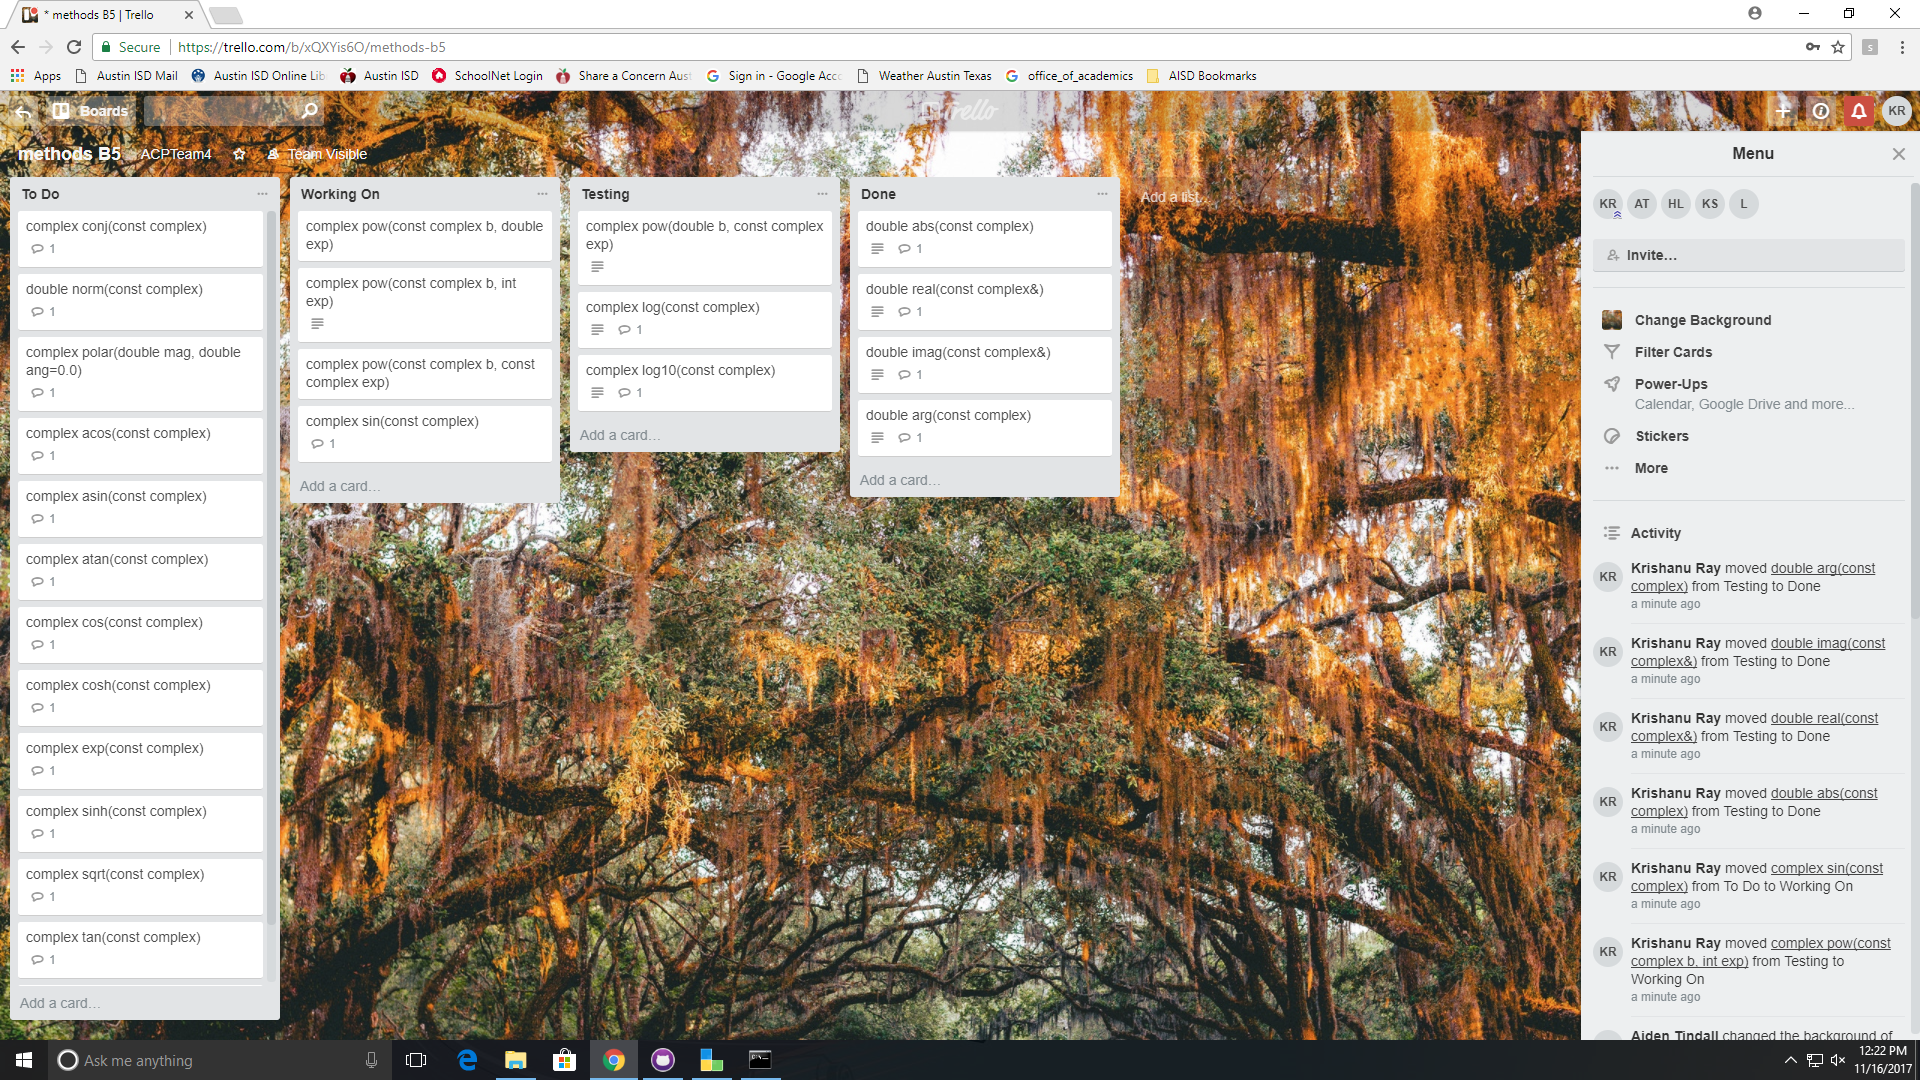 * methods B5 | Trello
Secure https://trello.com/b/xQXYis6O/methods-b5
Apps Austin ISD Mail Austin ISD Online Lib Austin ISD SchoolNet Login Share a Concern Aust Sign in - Google Acco Weather Austin Texas office_of_academics AISD Bookmarks
Boards Trello KR
methods B5 ACPTeam4 Team Visible
To Do
complex conj(const complex)
1
double norm(const complex)
1
complex polar(double mag, double
ang=0.0)
1
complex acos(const complex)
1
complex asin(const complex)
1
complex atan(const complex)
1
complex cos(const complex)
1
complex cosh(const complex)
1
complex exp(const complex)
1
complex sinh(const complex)
1
complex sqrt(const complex)
1
complex tan(const complex)
1
Add a card…
Working On
complex pow(const complex b, double
exp)
complex pow(const complex b, int
exp)
complex pow(const complex b, const
complex exp)
complex sin(const complex)
1
Add a card…
Testing
complex pow(double b, const complex
exp)
complex log(const complex)
1
complex log10(const complex)
1
Add a card…
Done
double abs(const complex)
1
double real(const complex&)
1
double imag(const complex&)
1
double arg(const complex)
1
Add a card…
Add a list…
Menu
KR AT HL KS L
Invite…
Change Background
Filter Cards
Power-Ups
Calendar, Google Drive and more...
Stickers
More
Activity
KR
Krishanu Ray moved double arg(const
complex) from Testing to Done
a minute ago
KR
Krishanu Ray moved double imag(const
complex&) from Testing to Done
a minute ago
KR
Krishanu Ray moved double real(const
complex&) from Testing to Done
a minute ago
KR
Krishanu Ray moved double abs(const
complex) from Testing to Done
a minute ago
KR
Krishanu Ray moved complex sin(const
complex) from To Do to Working On
a minute ago
KR
Krishanu Ray moved complex pow(const
complex b, int exp) from Testing to
Working On
a minute ago
Aiden Tindall changed the background of
Ask me anything
12:22 PM
11/16/2017